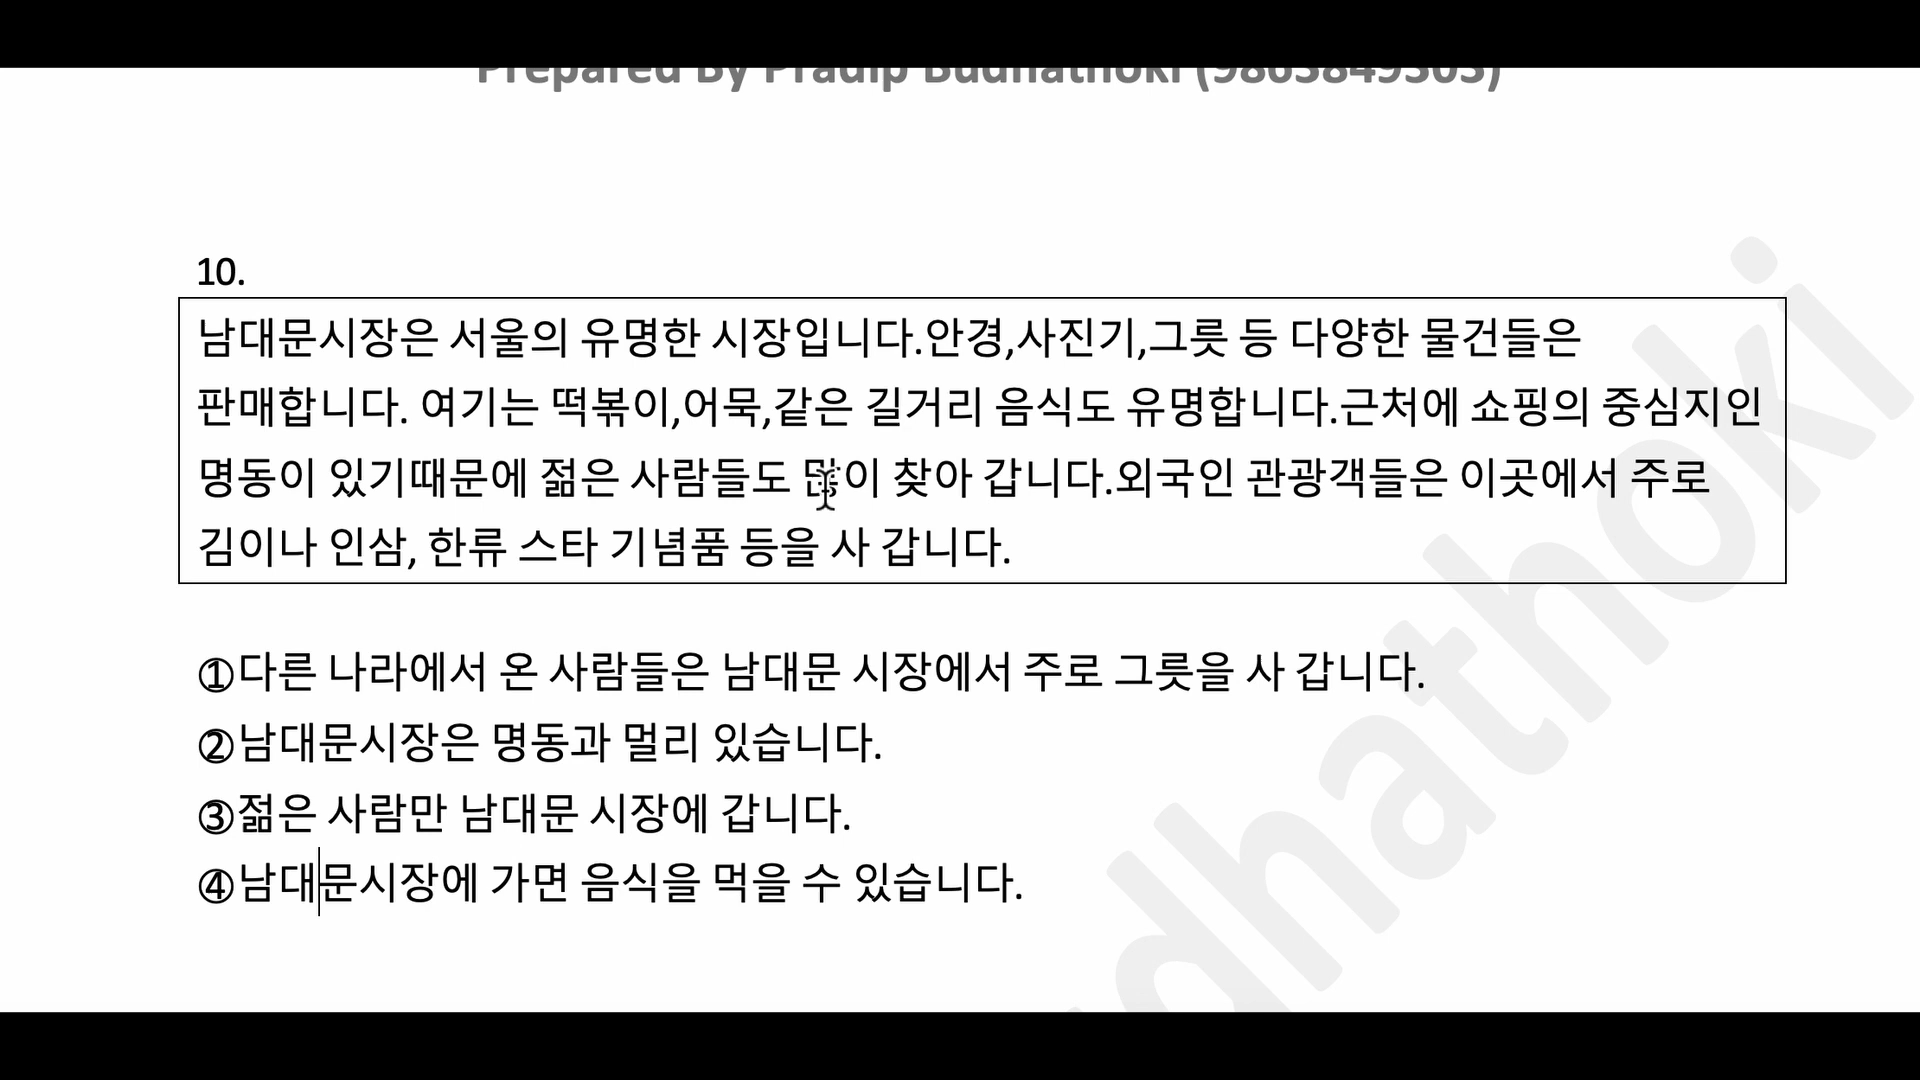 Prepared By Pradip Budhathoki (9863849303)
10.
남대문시장은 서울의 유명한 시장입니다.안경,사진기,그릇 등 다양한 물건들은
판매합니다. 여기는 떡볶이,어묵,같은 길거리 음식도 유명합니다.근처에 쇼핑의 중심지인
명동이 있기때문에 젊은 사람들도 많이 찾아 갑니다.외국인 관광객들은 이곳에서 주로
김이나 인삼, 한류 스타 기념품 등을 사 갑니다.
①다른 나라에서 온 사람들은 남대문 시장에서 주로 그릇을 사 갑니다.
②남대문시장은 명동과 멀리 있습니다.
③젊은 사람만 남대문 시장에 갑니다.
④남대문시장에 가면 음식을 먹을 수 있습니다.
dhathoki